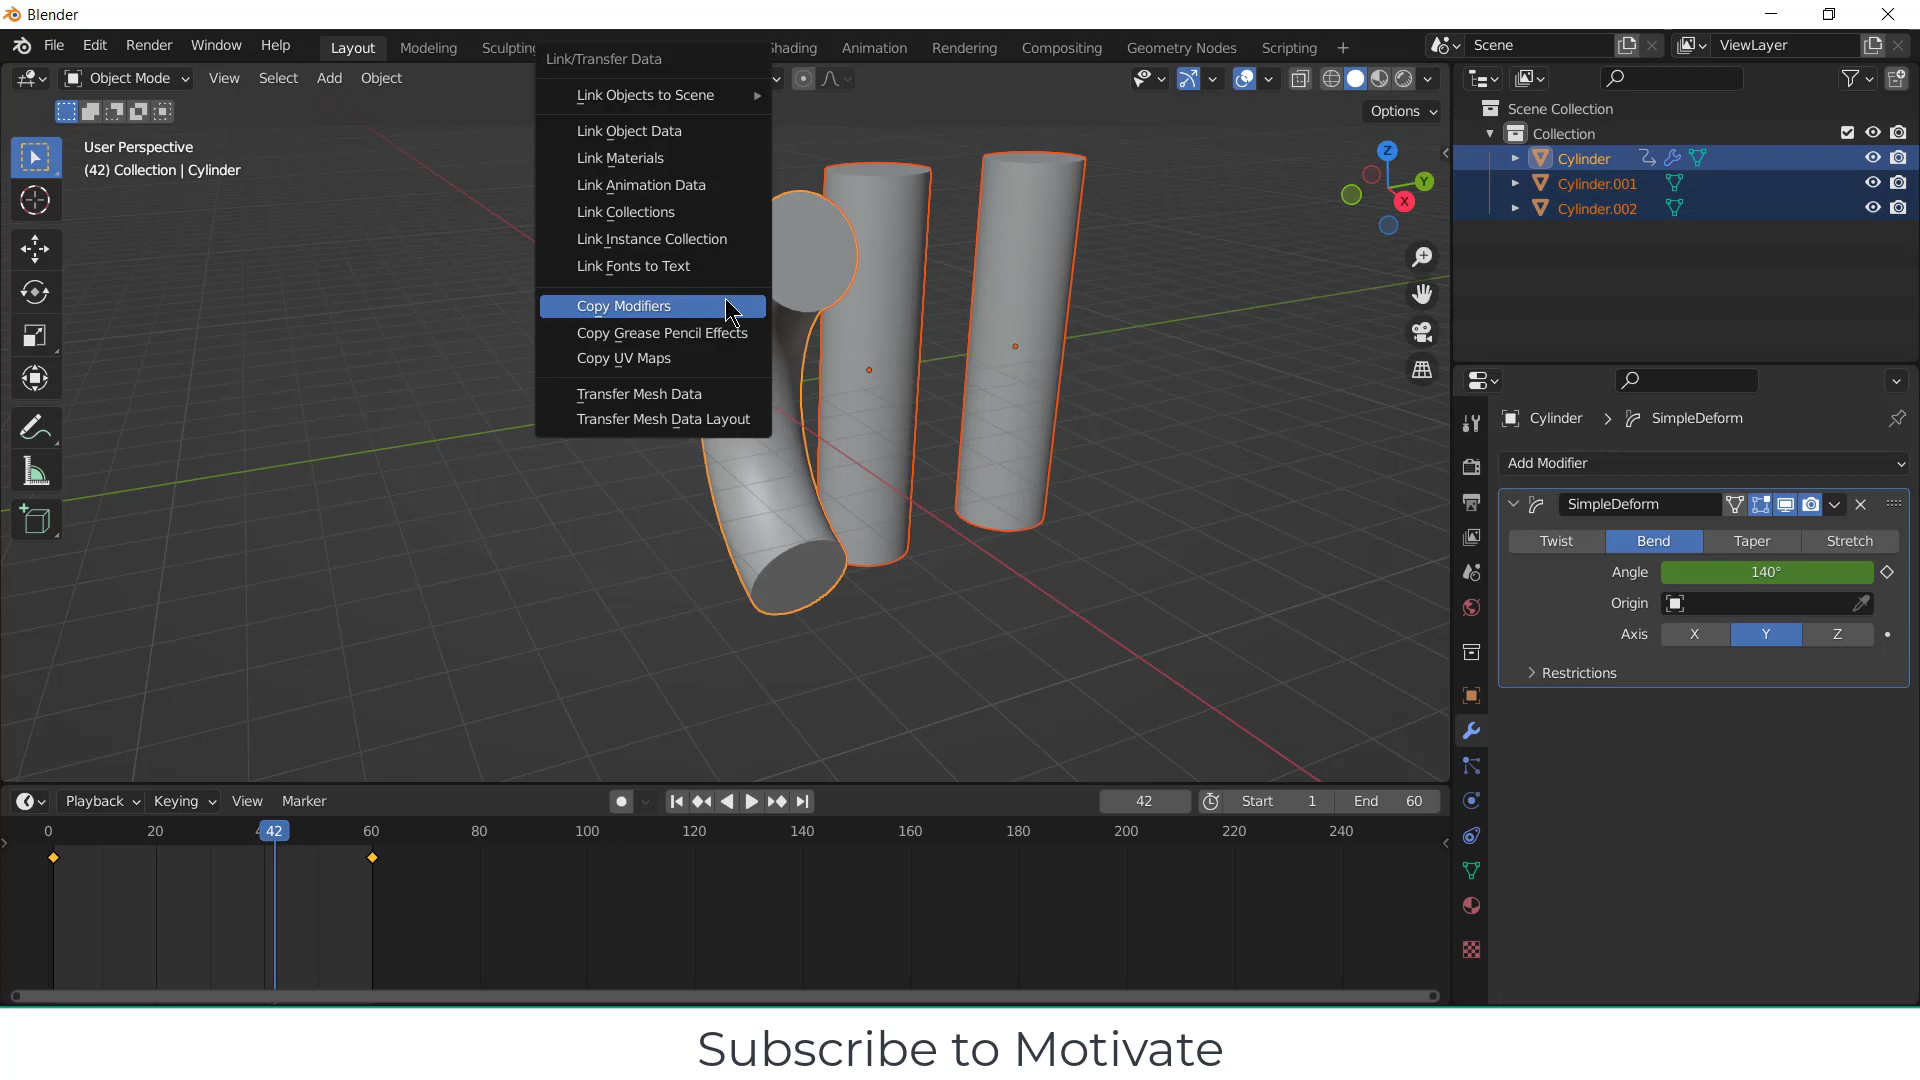 Blender
File Edit Render Window Help Layout Modeling Sculpting Shading Animation Rendering Compositing Geometry Nodes Scripting + Scene ViewLayer
Object Mode View Select Add Object
Options
User Perspective
(42) Collection | Cylinder
Link/Transfer Data
Link Objects to Scene
Link Object Data
Link Materials
Link Animation Data
Link Collections
Link Instance Collection
Link Fonts to Text
Copy Modifiers
Copy Grease Pencil Effects
Copy UV Maps
Transfer Mesh Data
Transfer Mesh Data Layout
Z
Y
X
Scene Collection
Collection
Cylinder
Cylinder.001
Cylinder.002
Cylinder > SimpleDeform
Add Modifier
SimpleDeform
Twist Bend Taper Stretch
Angle 140°
Origin
Axis X Y Z
Restrictions
Playback Keying View Marker 42 Start 1 End 60
0 20 42 60 80 100 120 140 160 180 200 220 240
Subscribe to Motivate